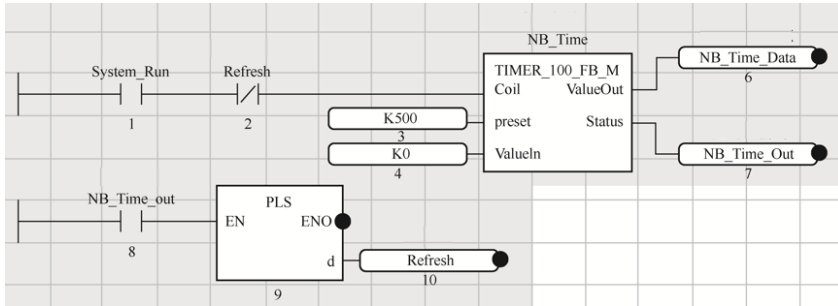 NB_Time
System_Run Refresh TIMER_100_FB_M NB_Time_Data
Coil ValueOut 6
1 2 K500 preset Status
3
K0 ValueIn NB_Time_Out
4 7
NB_Time_out PLS
EN ENO
8
d Refresh
9 10